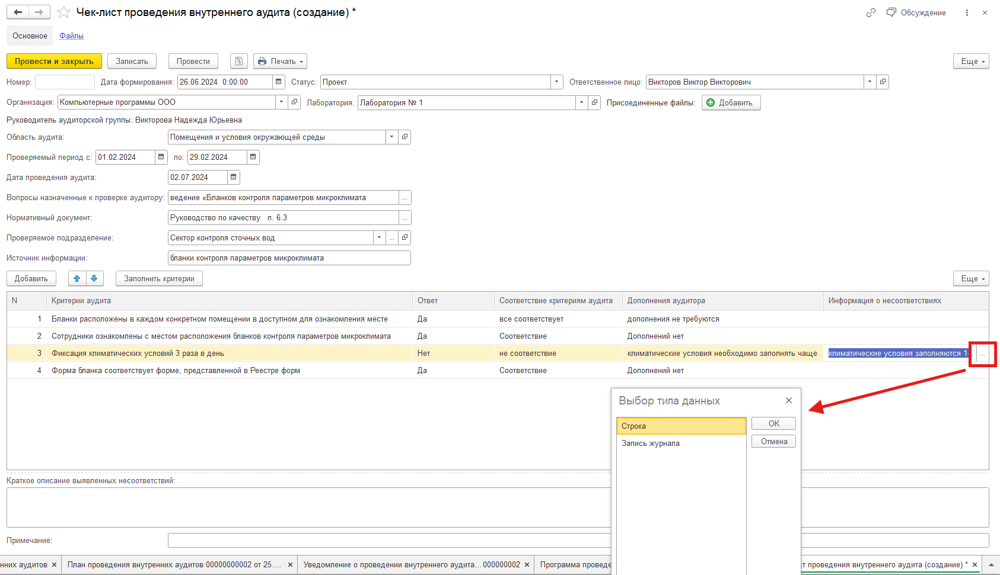 Чек-лист проведения внутреннего аудита (создание) *
Обсуждение
Основное Файлы
Провести и закрыть Записать Провести Печать Еще
Номер: Дата формирования: 26.06.2024 0:00:00 Статус: Проект Ответственное лицо: Викторов Виктор Викторович
Организация: Компьютерные программы ООО Лаборатория: Лаборатория № 1 Присоединенные файлы: Добавить
Руководитель аудиторской группы: Викторова Надежда Юрьевна
Область аудита: Помещения и условия окружающей среды
Проверяемый период с: 01.02.2024 по: 29.02.2024
Дата проведения аудита: 02.07.2024
Вопросы назначенные к проверке аудитору: ведение «Бланков контроля параметров микроклимата ...
Нормативный документ: Руководство по качеству п. 6.3 ...
Проверяемое подразделение: Сектор контроля сточных вод ...
Источник информации: бланки контроля параметров микроклимата
Добавить Заполнить критерии Еще
N Критерии аудита Ответ Соответствие критериям аудита Дополнения аудитора Информация о несоответствиях
1 Бланки расположены в каждом конкретном помещении в доступном для ознакомления месте Да все соответствует дополнения не требуются
2 Сотрудники ознакомлены с местом расположения бланков контроля параметров микроклимата Да Соответствие Дополнений нет
3 Фиксация климатических условий 3 раза в день Нет не соответствие климатические условия необходимо заполнять чаще климатические условия заполняются 1- ...
4 Форма бланка соответствует форме, представленной в Реестре форм Да Соответствие Дополнений нет
Выбор типа данных
Строка ОК
Запись журнала Отмена
Краткое описание выявленных несоответствий:
Примечание:
нних аудитов План проведения внутренних аудитов 00000000002 от 25.... Уведомление о проведении внутреннего аудита... 000000002 Программа проведе ст проведения внутреннего аудита (создание) *